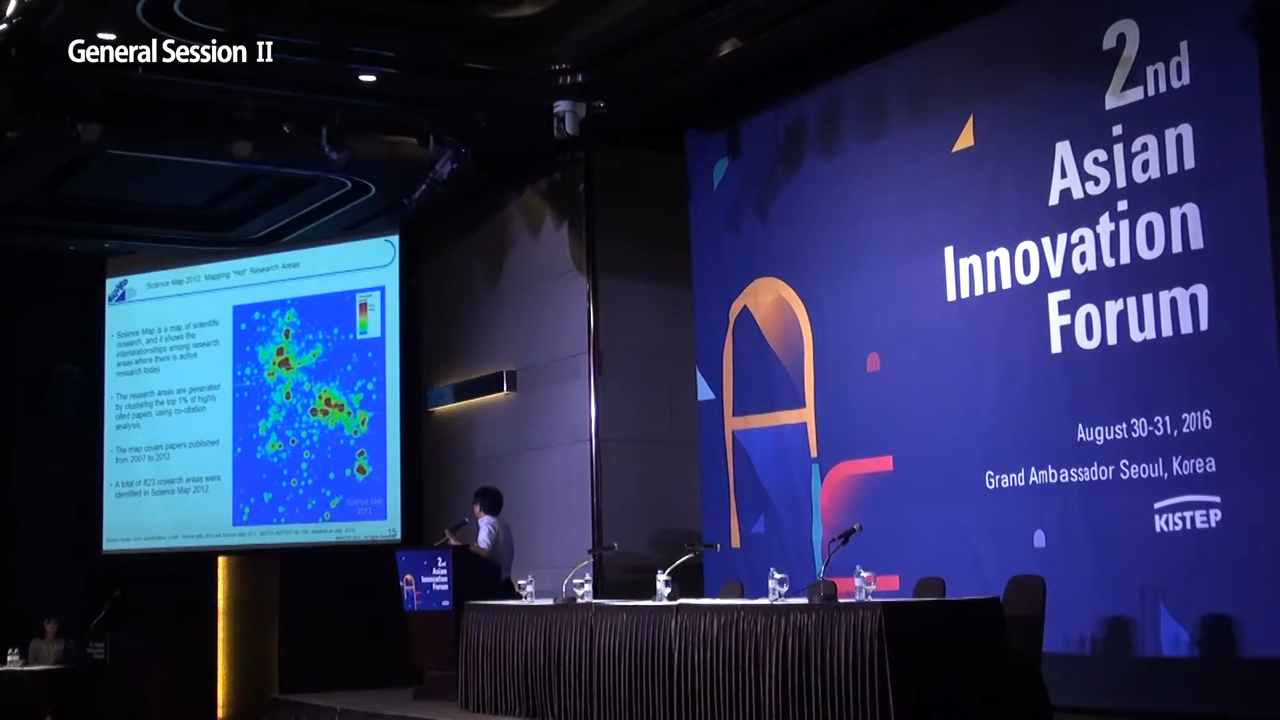 General Session II
2nd
Asian
Innovation
Forum
August 30-31, 2016
Grand Ambassador Seoul, Korea
KISTEP
Science Map 2012: Mapping "Hot" Research Areas
• Science Map is a map of scientific
research, and it shows the
interrelationships among research
areas where there is active
research today.
• The research areas are generated
by clustering the top 1% of highly
cited papers, using co-citation
analysis.
• The map covers papers published
from 2007 to 2012
• A total of 823 research areas were
identified in Science Map 2012.
Science Map
2012
15
2nd
Asian
Innovation
Forum